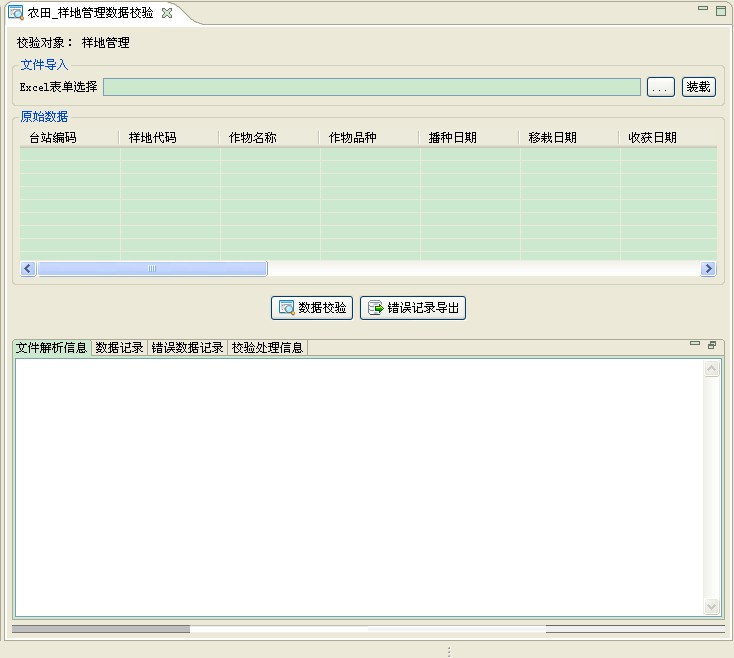 农田_样地管理数据校验
校验对象： 样地管理
文件导入
Excel表单选择 ... 装载
原始数据
台站编码 样地代码 作物名称 作物品种 播种日期 移栽日期 收获日期
数据校验 错误记录导出
文件解析信息 数据记录 错误数据记录 校验处理信息